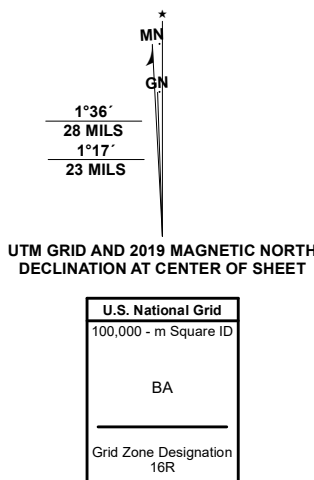 MN
GN
1°36´
28 MILS
1°17´
23 MILS
UTM GRID AND 2019 MAGNETIC NORTH
DECLINATION AT CENTER OF SHEET
U.S. National Grid
100,000 - m Square ID
BA
Grid Zone Designation
16R